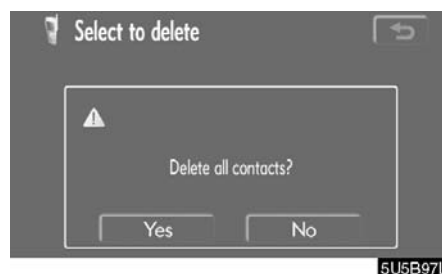 Select to delete
Delete all contacts?
Yes No
5U5B97I